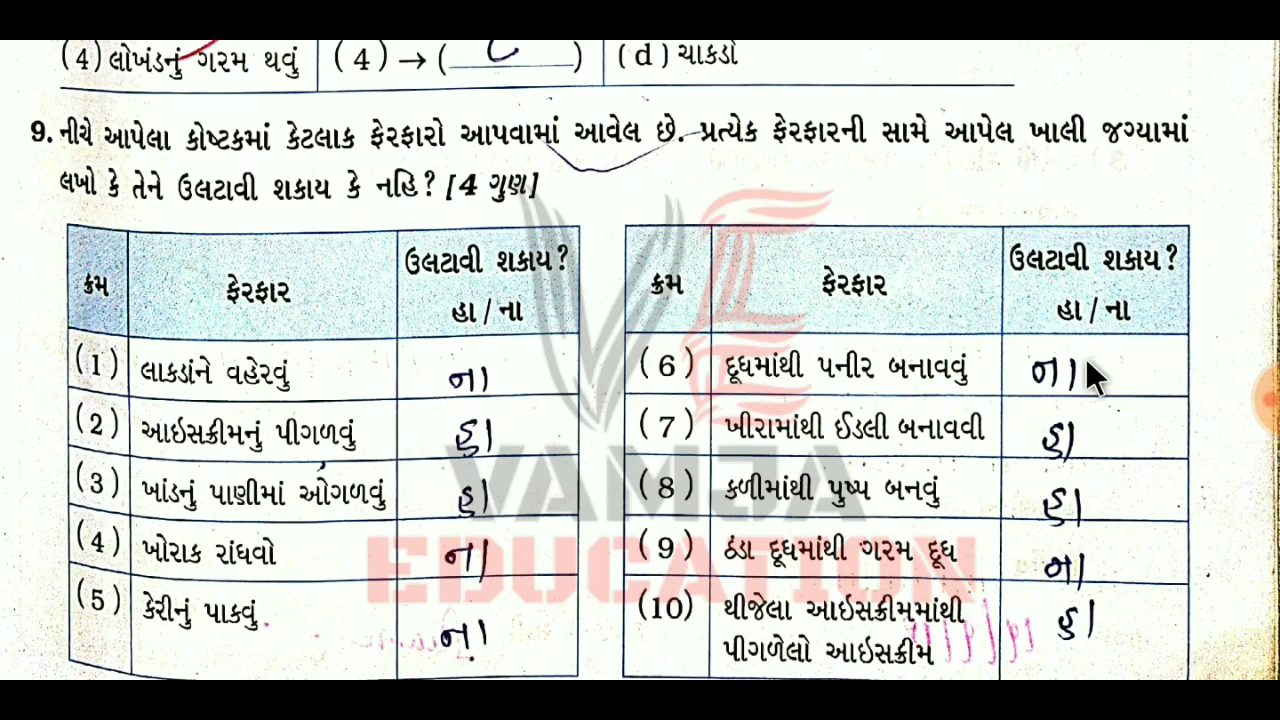 (4) લોખંડનું ગરમ થવું (4) → ( c ) (d) ચાકડો
9. નીચે આપેલા કોષ્ટકમાં કેટલાક ફેરફારો આપવામાં આવેલ છે. પ્રત્યેક ફેરફારની સામે આપેલ ખાલી જગ્યામાં
લખો કે તેને ઉલટાવી શકાય કે નહિ? [4 ગુણ]
ક્રમ ફેરફાર ઉલટાવી શકાય? હા / ના
(1) લાકડાંને વહેરવું ના
(2) આઇસક્રીમનું પીગળવું હા
(3) ખાંડનું પાણીમાં ઓગળવું હા
(4) ખોરાક રાંધવો ના
(5) કેરીનું પાકવું ના
ક્રમ ફેરફાર ઉલટાવી શકાય? હા / ના
(6) દૂધમાંથી પનીર બનાવવું ના
(7) ખીરામાંથી ઈડલી બનાવવી હા
(8) કળીમાંથી પુષ્પ બનવું હા
(9) ઠંડા દૂધમાંથી ગરમ દૂધ ના
(10) થીજેલા આઇસક્રીમમાંથી
પીગળેલો આઇસક્રીમ હા
VAMJA
EDUCATION